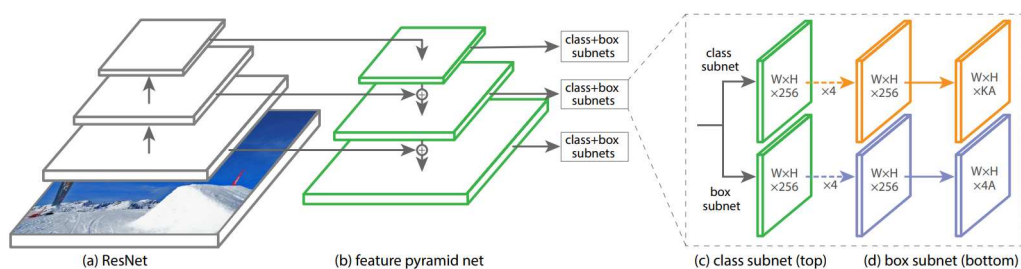 class+box
subnets
class+box
subnets
class+box
subnets
class
subnet
W×H
×256
×4
W×H
×256
W×H
×KA
W×H
×256
×4
W×H
×256
W×H
×4A
box
subnet
(a) ResNet
(b) feature pyramid net
(c) class subnet (top)
(d) box subnet (bottom)